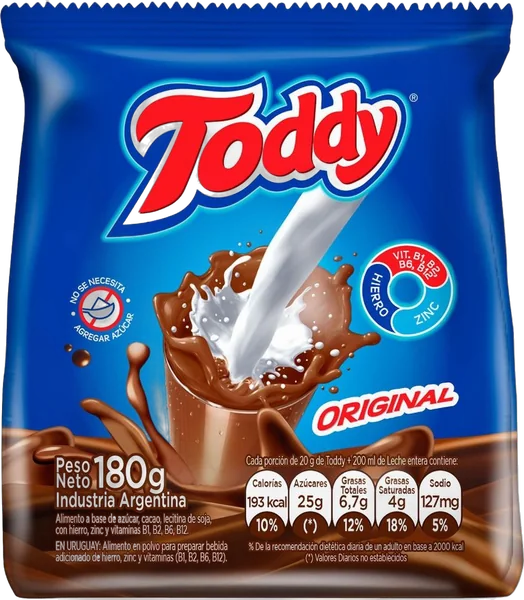 Toddy®
NO SE NECESITA
AGREGAR AZÚCAR
VIT. B1, B2
B6, B12
HIERRO
ZINC
ORIGINAL
Peso
Neto 180g
Industria Argentina
Alimento a base de azúcar, cacao, lecitina de soja,
con hierro, zinc y vitaminas B1, B2, B6, B12.
EN URUGUAY: Alimento en polvo para preparar bebida
adicionado de hierro, zinc y vitaminas (B1, B2, B6, B12).
Cada porción de 20 g de Toddy + 200 ml de Leche entera contiene:
Calorías
193 kcal
10%
Azúcares
25g
(*)
Grasas
Totales
6,7g
12%
Grasas
Saturadas
4g
18%
Sodio
127mg
5%
% De la recomendación dietética diaria de un adulto en base a 2000 kcal
(*) Valores Diarios no establecidos